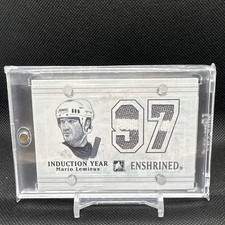 97
INDUCTION YEAR
Mario Lemieux
ENSHRINED